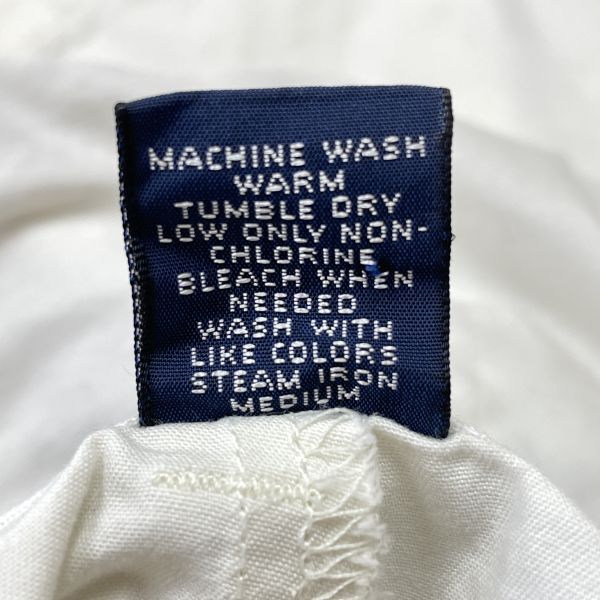 MACHINE WASH
WARM
TUMBLE DRY
LOW ONLY NON-
CHLORINE
BLEACH WHEN
NEEDED
WASH WITH
LIKE COLORS
STEAM IRON
MEDIUM